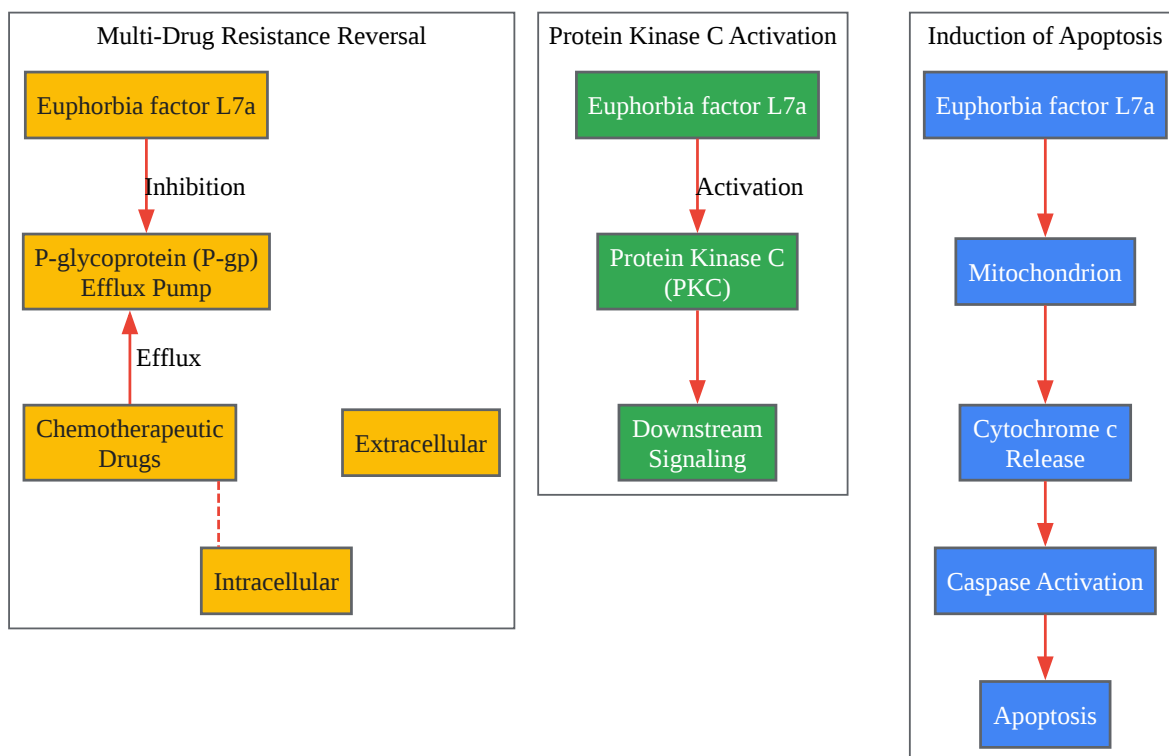 Multi-Drug Resistance Reversal
Euphorbia factor L7a
Inhibition
P-glycoprotein (P-gp)
Efflux Pump
Efflux
Chemotherapeutic
Drugs
Extracellular
Intracellular
Protein Kinase C Activation
Euphorbia factor L7a
Activation
Protein Kinase C
(PKC)
Downstream
Signaling
Induction of Apoptosis
Euphorbia factor L7a
Mitochondrion
Cytochrome c
Release
Caspase Activation
Apoptosis